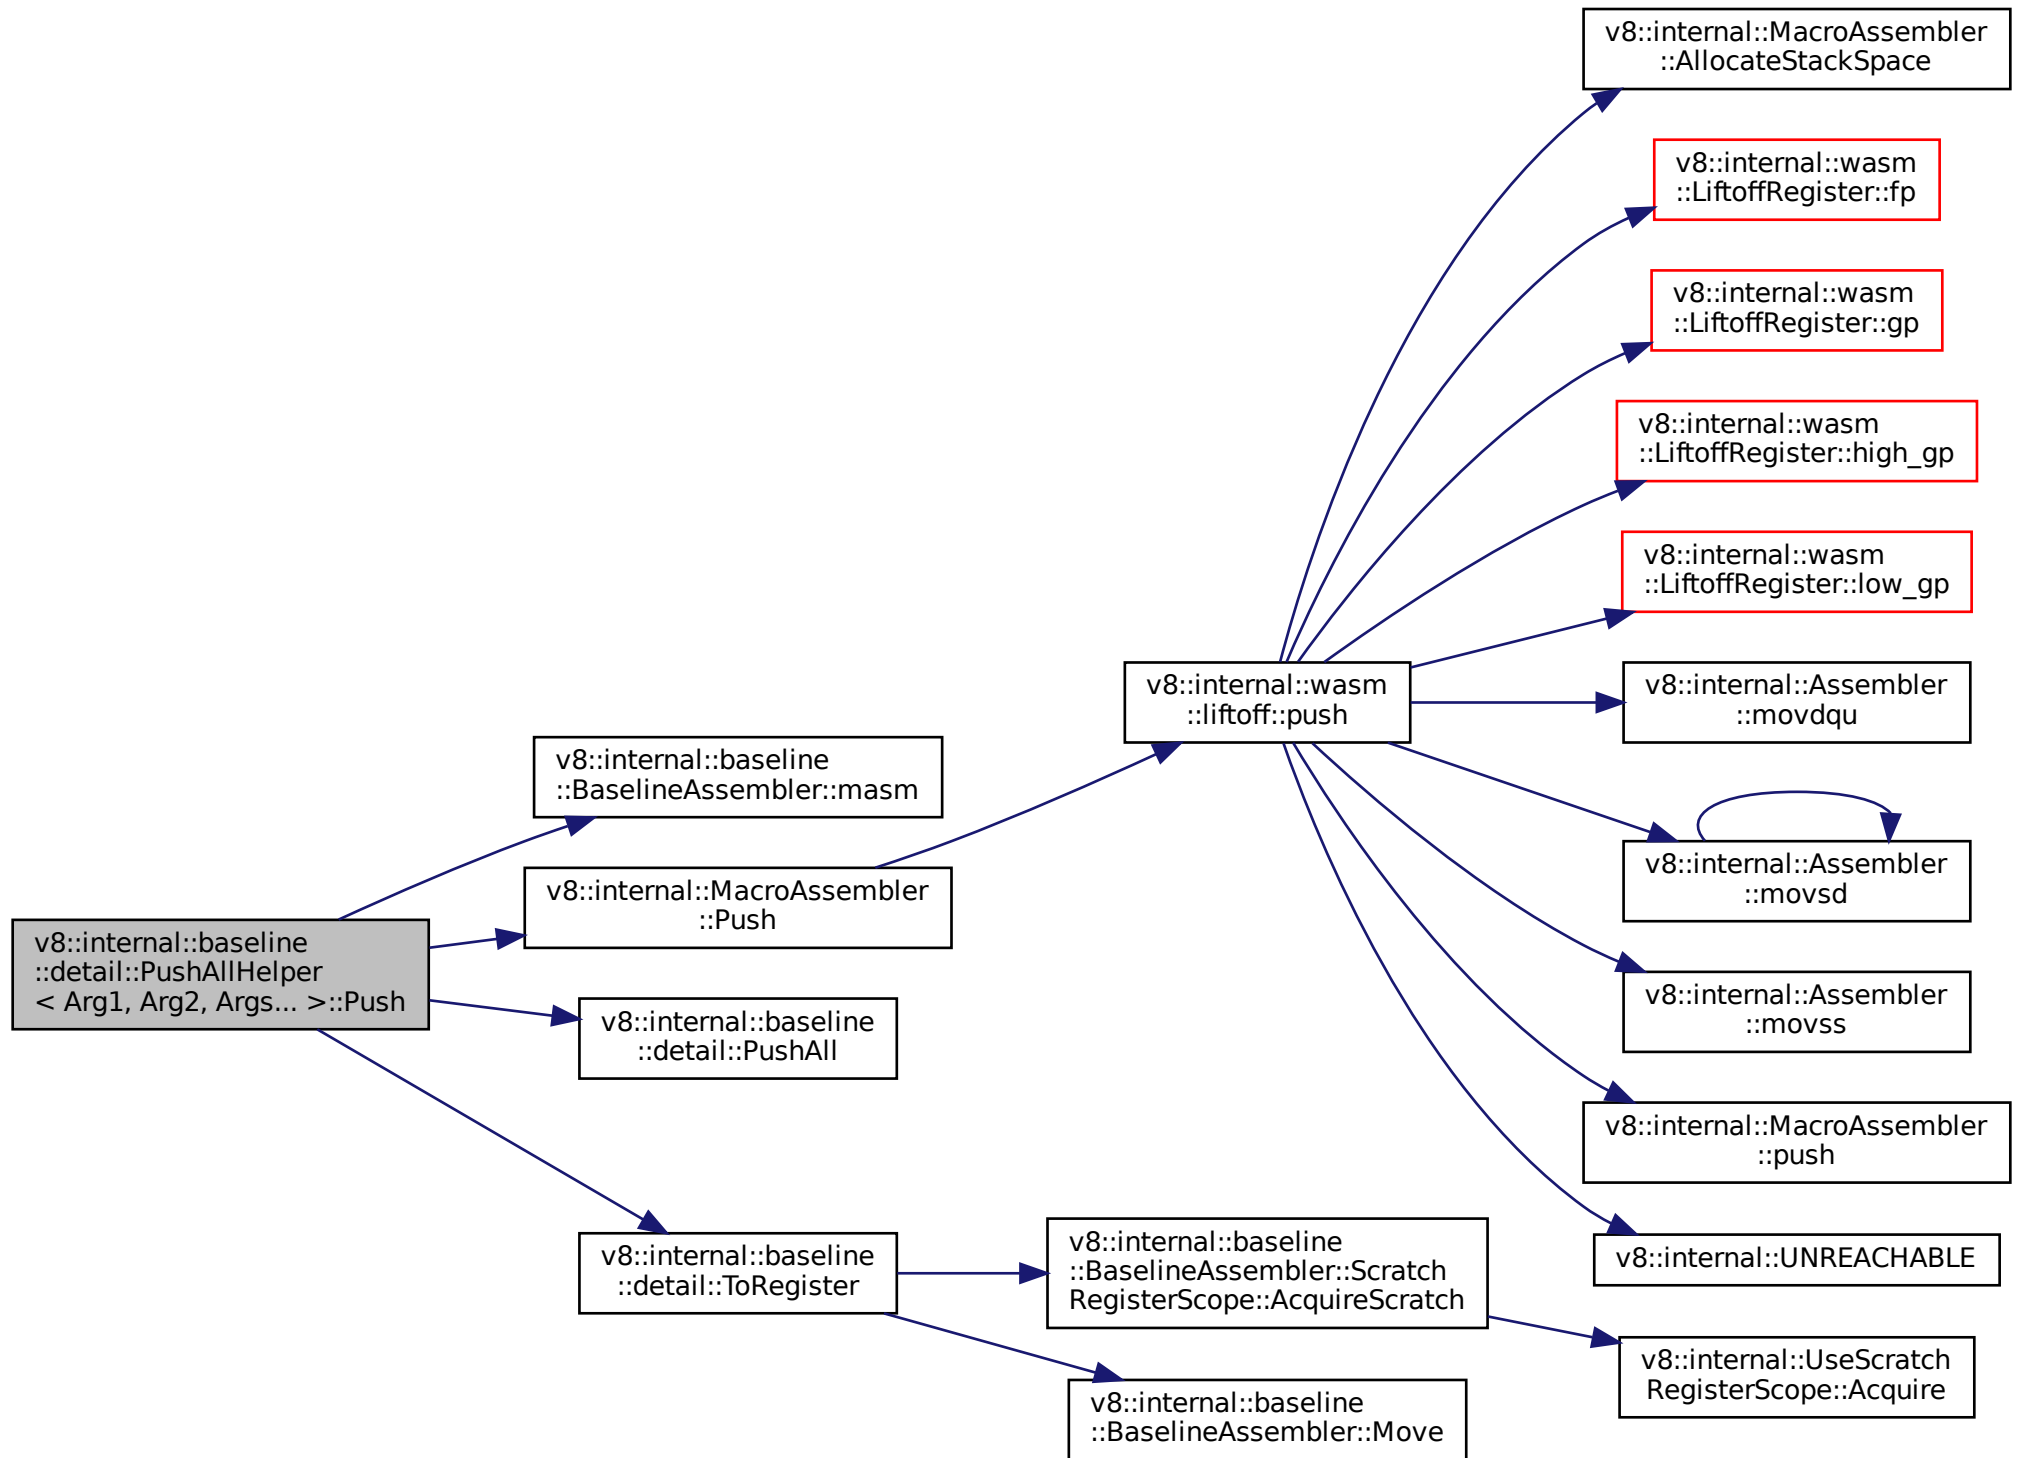 v8::internal::MacroAssembler
::AllocateStackSpace
v8::internal::wasm
::LiftoffRegister::fp
v8::internal::wasm
::LiftoffRegister::gp
v8::internal::wasm
::LiftoffRegister::high_gp
v8::internal::wasm
::LiftoffRegister::low_gp
v8::internal::wasm
::liftoff::push
v8::internal::Assembler
::movdqu
v8::internal::baseline
::BaselineAssembler::masm
v8::internal::Assembler
::movsd
v8::internal::MacroAssembler
::Push
v8::internal::baseline
::detail::PushAllHelper
< Arg1, Arg2, Args... >::Push
v8::internal::Assembler
::movss
v8::internal::baseline
::detail::PushAll
v8::internal::MacroAssembler
::push
v8::internal::UNREACHABLE
v8::internal::baseline
::detail::ToRegister
v8::internal::baseline
::BaselineAssembler::Scratch
RegisterScope::AcquireScratch
v8::internal::UseScratch
RegisterScope::Acquire
v8::internal::baseline
::BaselineAssembler::Move